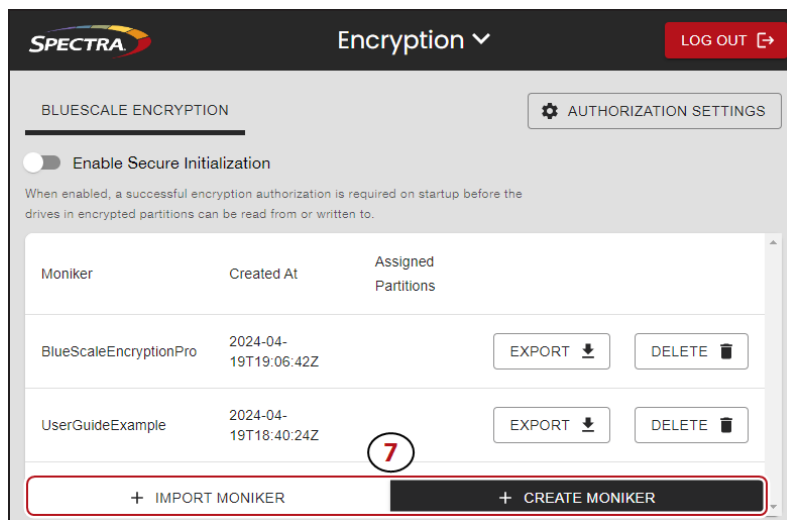 SPECTRA
Encryption
LOG OUT
BLUESCALE ENCRYPTION
AUTHORIZATION SETTINGS
Enable Secure Initialization
When enabled, a successful encryption authorization is required on startup before the
drives in encrypted partitions can be read from or written to.
Moniker Created At Assigned
Partitions
BlueScaleEncryptionPro 2024-04-
19T19:06:42Z EXPORT DELETE
UserGuideExample 2024-04-
19T18:40:24Z EXPORT DELETE
7
+ IMPORT MONIKER + CREATE MONIKER